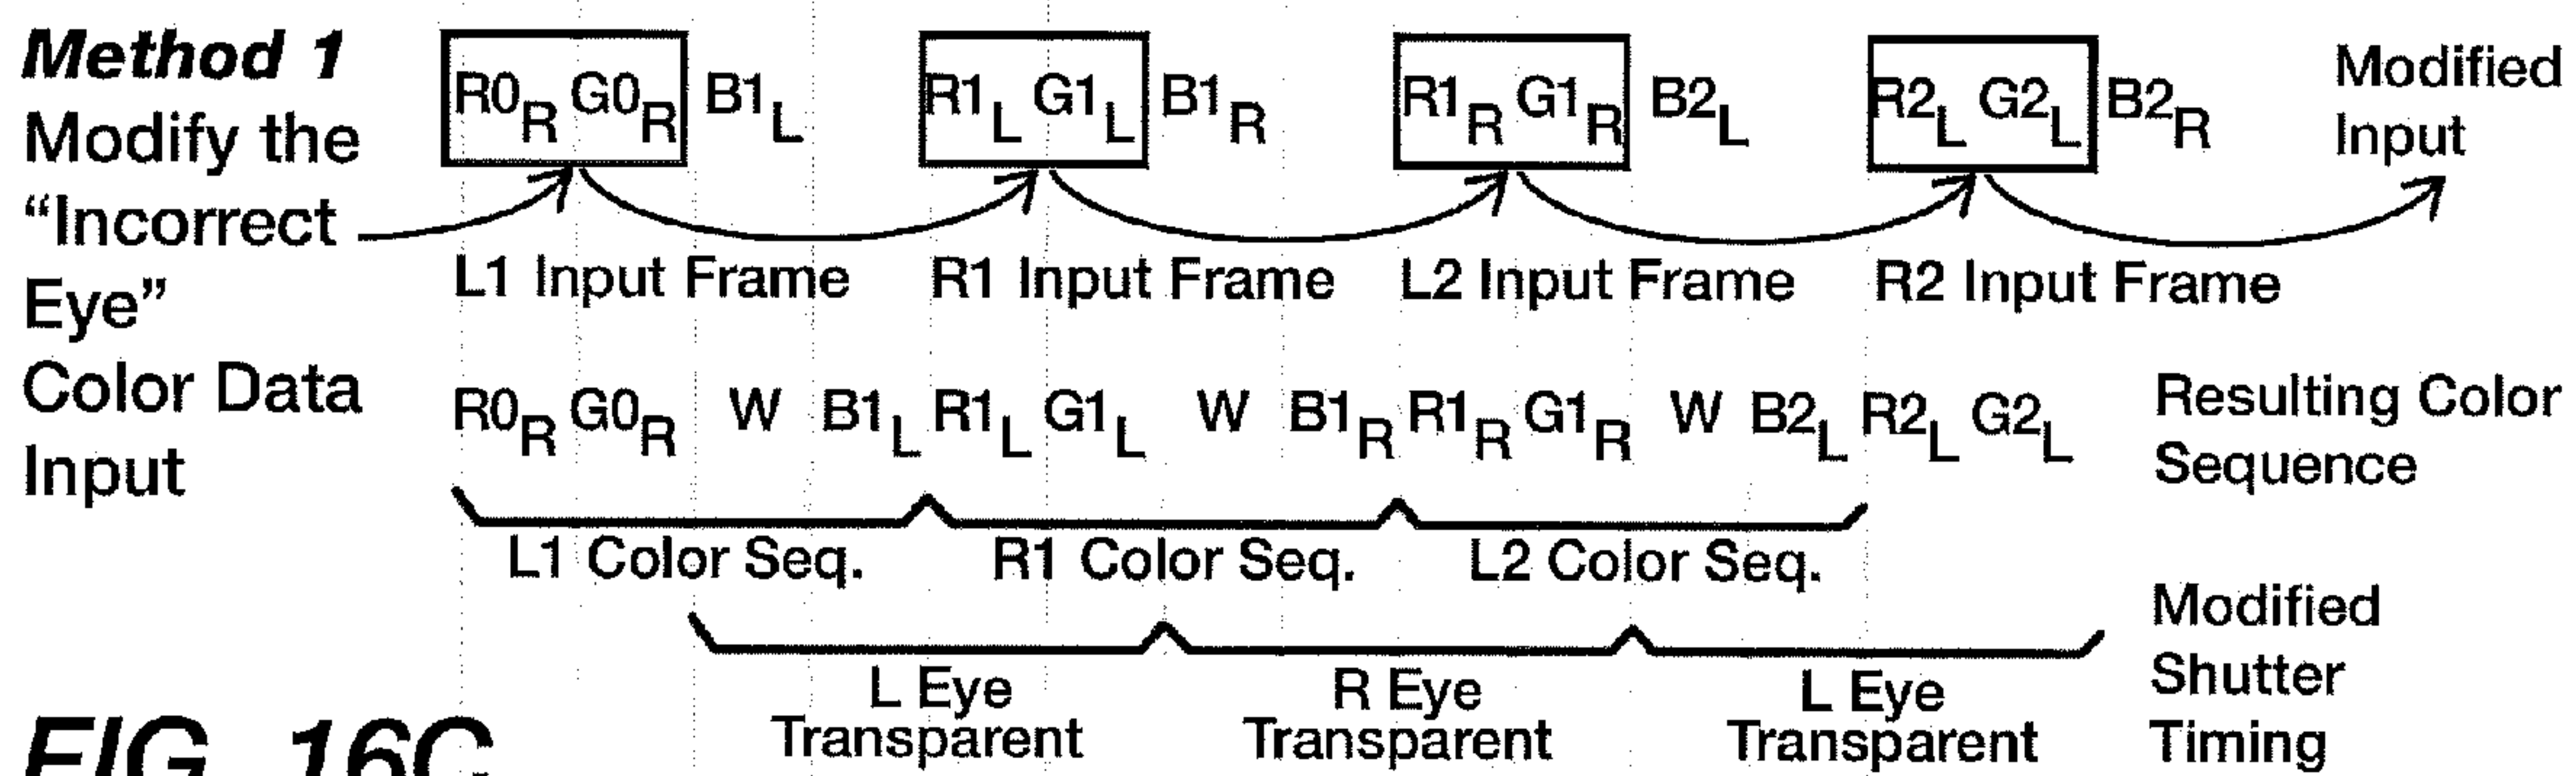 Method 1
Modify the
“Incorrect
Eye”
Color Data
Input
R0R G0R B1L R1L G1L B1R R1R G1R B2L R2L G2L B2R
Modified
Input
L1 Input Frame R1 Input Frame L2 Input Frame R2 Input Frame
R0R G0R W B1L R1L G1L W B1R R1R G1R W B2L R2L G2L
Resulting Color
Sequence
L1 Color Seq. R1 Color Seq. L2 Color Seq.
L Eye
Transparent
R Eye
Transparent
L Eye
Transparent
Modified
Shutter
Timing
FIG. 16C